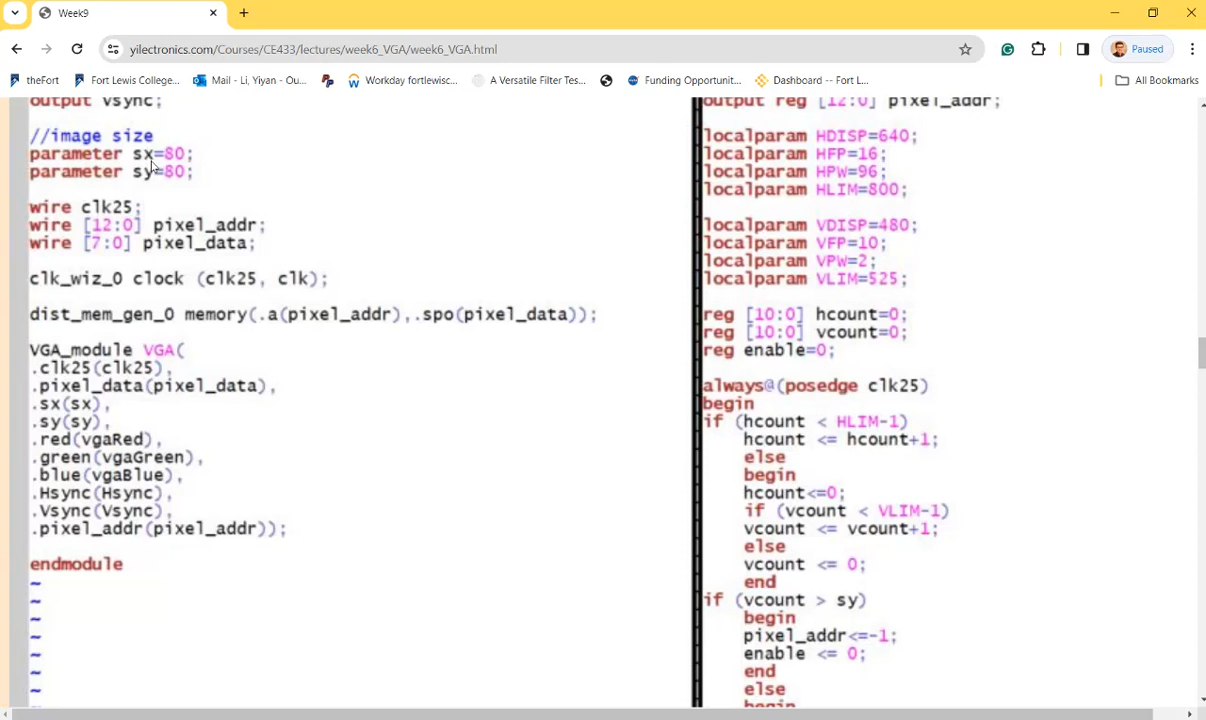 Week9
yilectronics.com/Courses/CE433/lectures/week6_VGA/week6_VGA.html
Paused
theFort
Fort Lewis College...
Mail - Li, Yiyan - Ou...
Workday fortlewisc...
A Versatile Filter Tes...
Funding Opportunit...
Dashboard -- Fort L...
All Bookmarks
output vsync;
//image size
parameter sx=80;
parameter sy=80;
wire clk25;
wire [12:0] pixel_addr;
wire [7:0] pixel_data;
clk_wiz_0 clock (clk25, clk);
dist_mem_gen_0 memory(.a(pixel_addr),.spo(pixel_data));
VGA_module VGA(
.clk25(clk25),
.pixel_data(pixel_data),
.sx(sx),
.sy(sy),
.red(vgaRed),
.green(vgaGreen),
.blue(vgaBlue),
.Hsync(Hsync),
.Vsync(Vsync),
.pixel_addr(pixel_addr));
endmodule
~
~
~
~
~
~
~
output reg [12:0] pixel_addr;
localparam HDISP=640;
localparam HFP=16;
localparam HPW=96;
localparam HLIM=800;
localparam VDISP=480;
localparam VFP=10;
localparam VPW=2;
localparam VLIM=525;
reg [10:0] hcount=0;
reg [10:0] vcount=0;
reg enable=0;
always@(posedge clk25)
begin
if (hcount < HLIM-1)
hcount <= hcount+1;
else
begin
hcount<=0;
if (vcount < VLIM-1)
vcount <= vcount+1;
else
vcount <= 0;
end
if (vcount > sy)
begin
pixel_addr<=-1;
enable <= 0;
end
else
begin